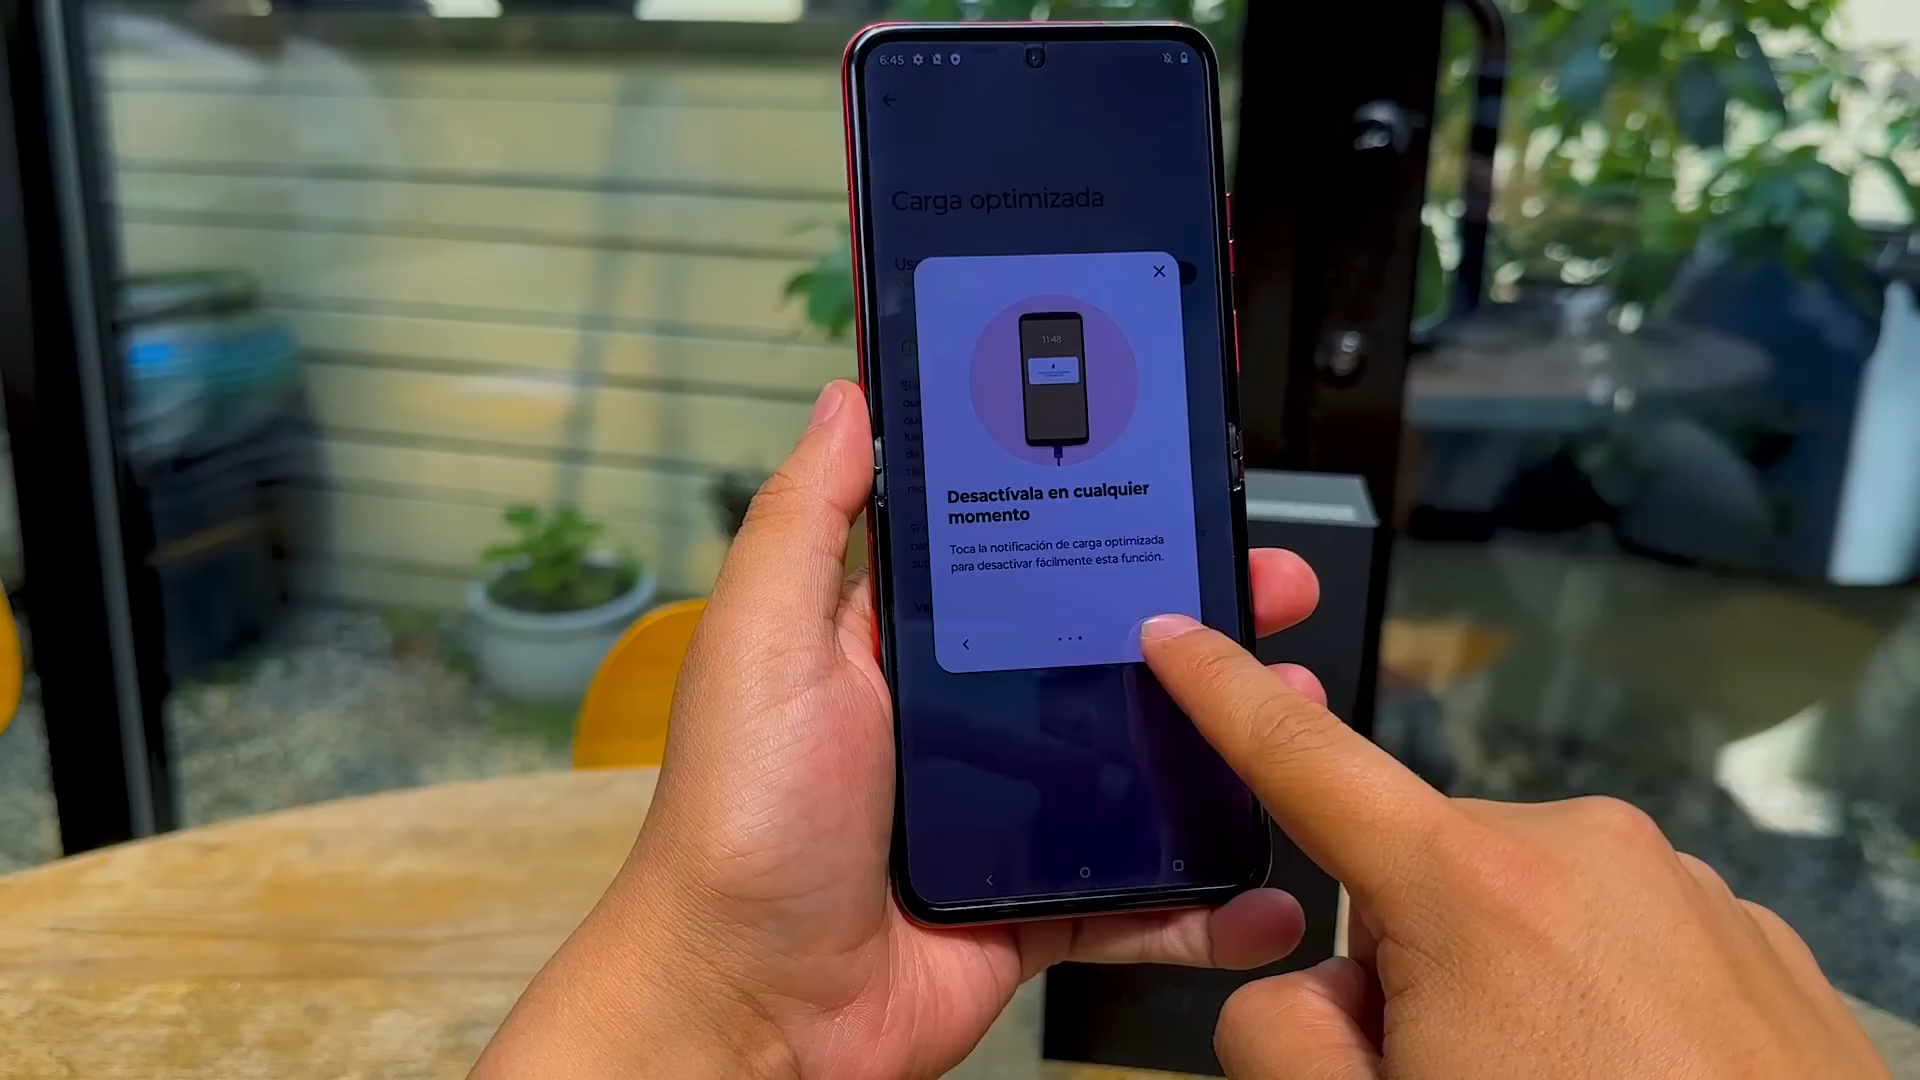 6:45
Carga optimizada
Usa
11:48
Desactívala en cualquier
momento
Toca la notificación de carga optimizada
para desactivar fácilmente esta función.